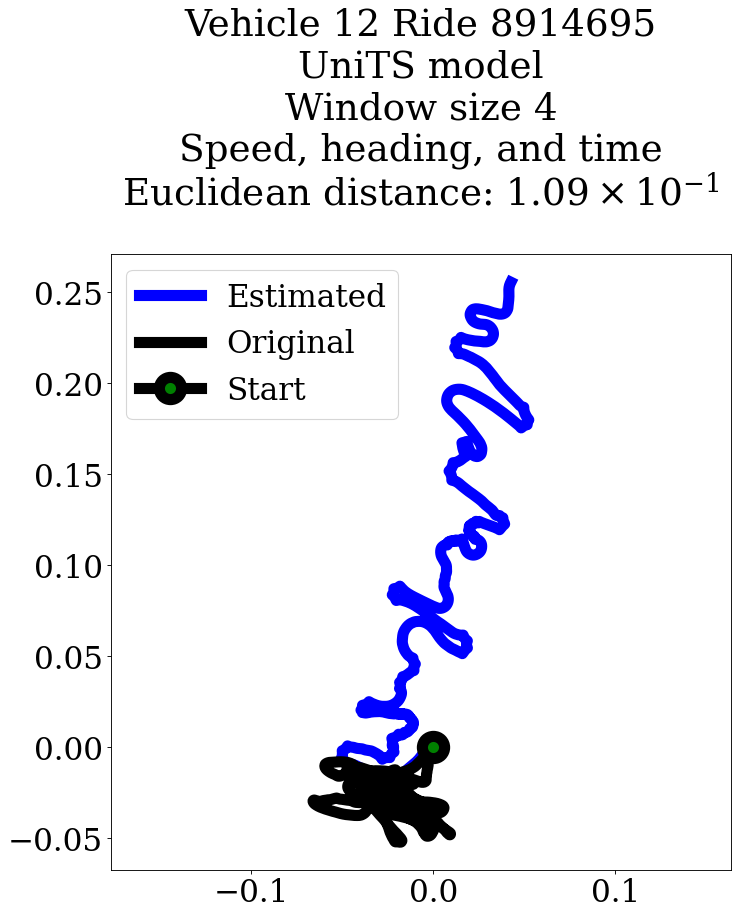 Vehicle 12 Ride 8914695
UniTS model
Window size 4
Speed, heading, and time
Euclidean distance: 1.09 × 10⁻¹
Estimated
Original
Start
0.25
0.20
0.15
0.10
0.05
0.00
−0.05
−0.1
0.0
0.1